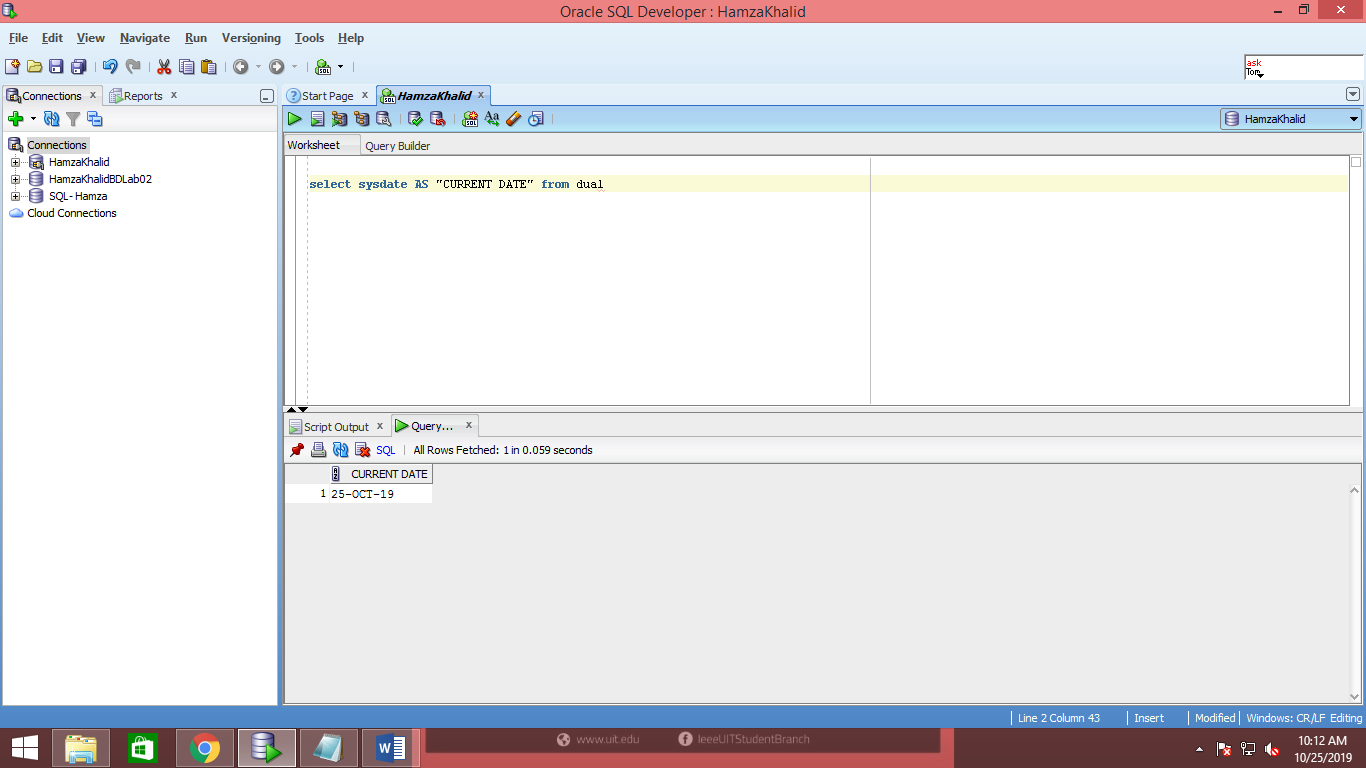 Oracle SQL Developer : HamzaKhalid
File Edit View Navigate Run Versioning Tools Help
ask
Tom
Connections x Reports x
Start Page x HamzaKhalid x
HamzaKhalid
Connections
HamzaKhalid
HamzaKhalidBDLab02
SQL- Hamza
Cloud Connections
Worksheet Query Builder
select sysdate AS "CURRENT DATE" from dual
Script Output x Query... x
SQL | All Rows Fetched: 1 in 0.059 seconds
CURRENT DATE
1 25-OCT-19
Line 2 Column 43 Insert Modified Windows: CR/LF Editing
www.uit.edu IeeeUITStudentBranch
10:12 AM
10/25/2019